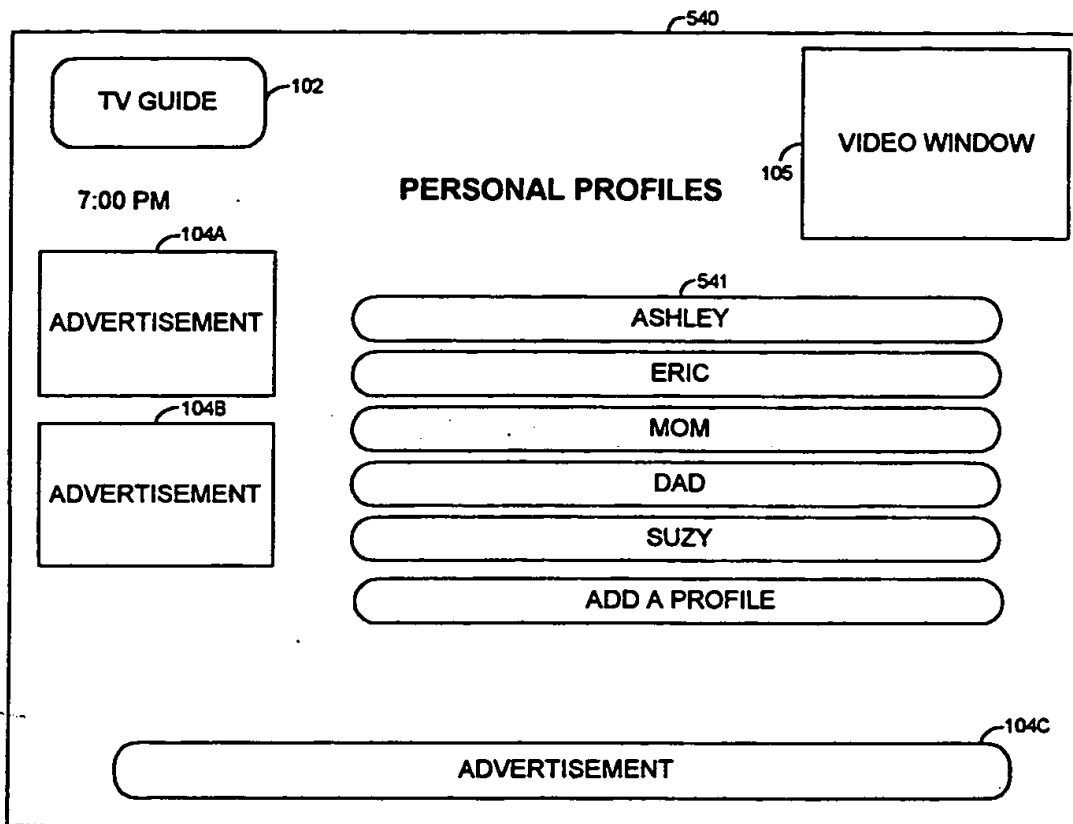 540
TV GUIDE
102
VIDEO WINDOW
105
PERSONAL PROFILES
7:00 PM
104A
ADVERTISEMENT
104B
ADVERTISEMENT
541
ASHLEY
ERIC
MOM
DAD
SUZY
ADD A PROFILE
104C
ADVERTISEMENT